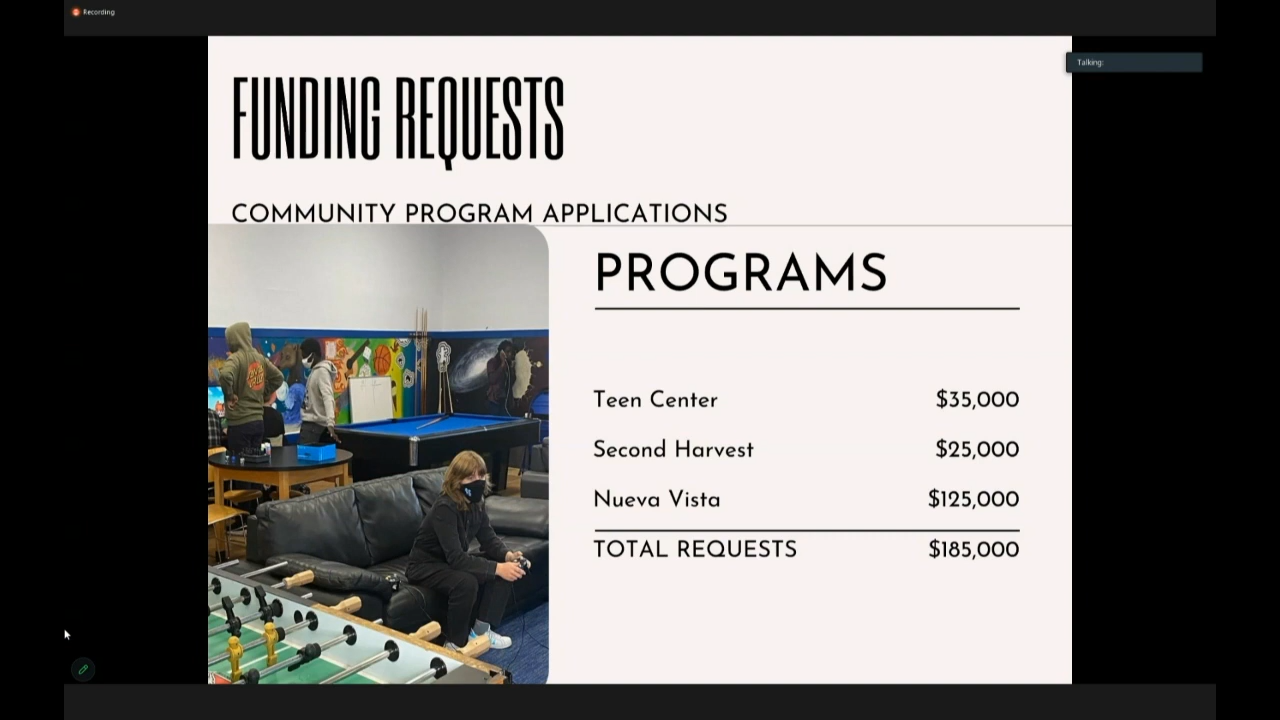 Recording
Talking:
FUNDING REQUESTS
COMMUNITY PROGRAM APPLICATIONS
PROGRAMS
Teen Center $35,000
Second Harvest $25,000
Nueva Vista $125,000
TOTAL REQUESTS $185,000